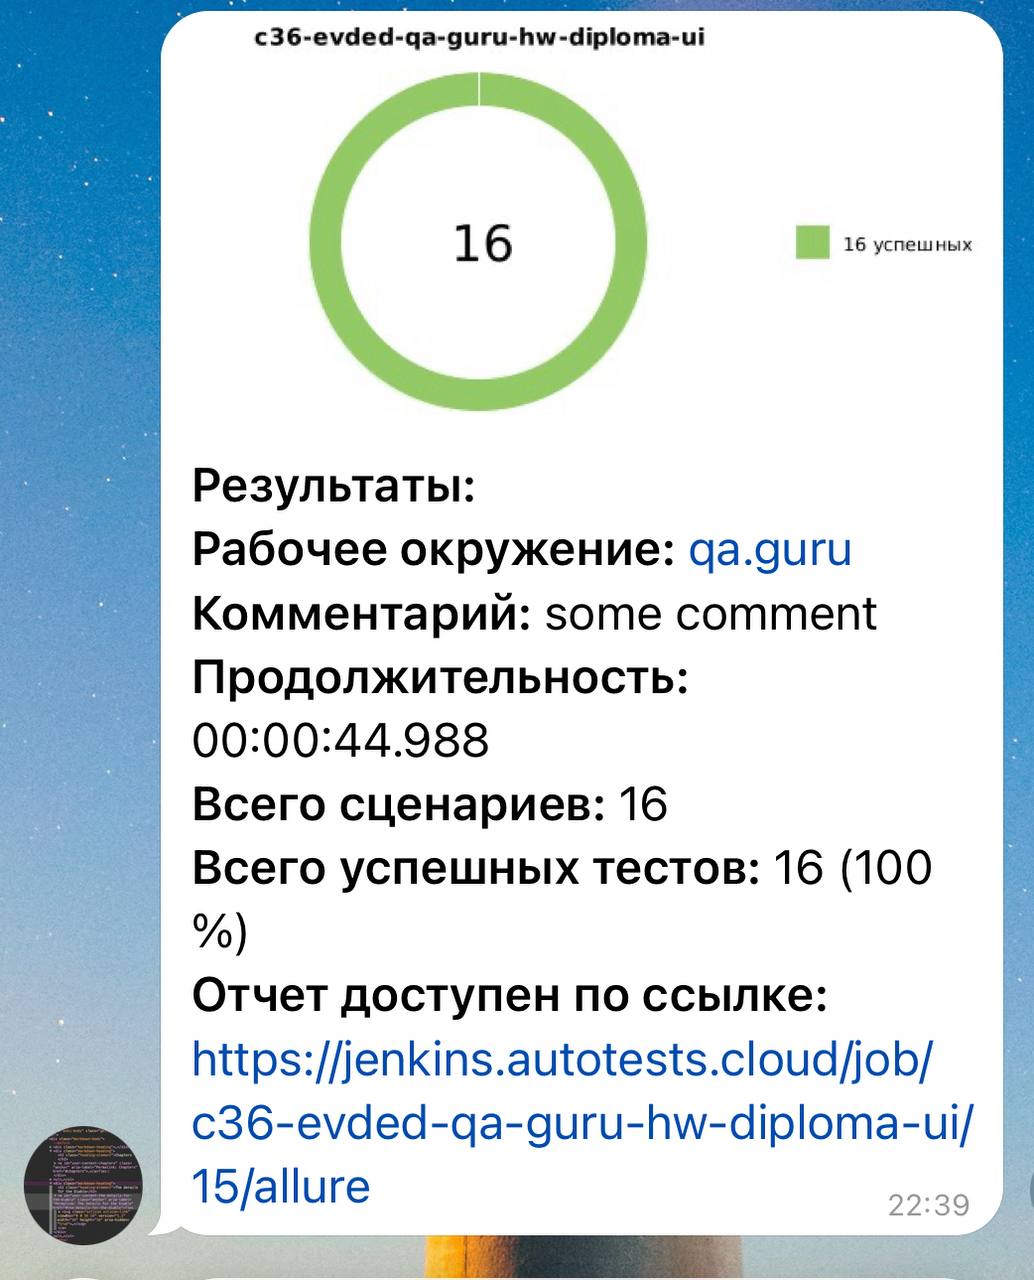 c36-evded-qa-guru-hw-diploma-ui
16
16 успешных
Результаты:
Рабочее окружение: qa.guru
Комментарий: some comment
Продолжительность:
00:00:44.988
Всего сценариев: 16
Всего успешных тестов: 16 (100
%)
Отчет доступен по ссылке:
https://jenkins.autotests.cloud/job/
c36-evded-qa-guru-hw-diploma-ui/
15/allure
22:39